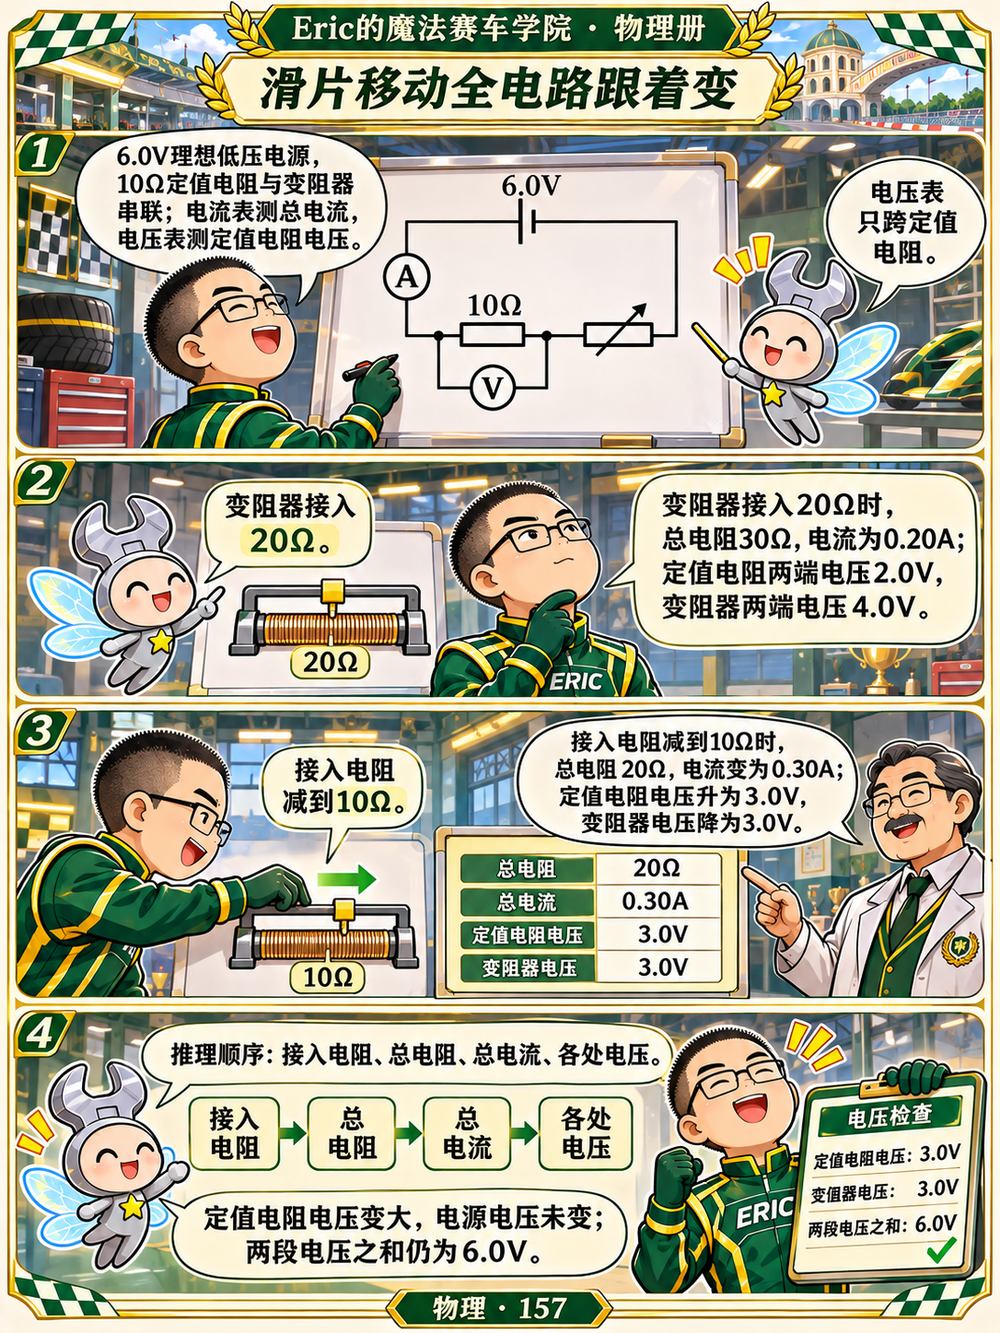 Eric的魔法赛车学院 · 物理册
滑片移动全电路跟着变
1
6.0V理想低压电源，
10Ω定值电阻与变阻器
串联；电流表测总电流，
电压表测定值电阻电压。
6.0V
A
10Ω
V
电压表
只跨定值
电阻。
2
变阻器接入
20Ω。
20Ω
ERIC
变阻器接入20Ω时，
总电阻30Ω，电流为0.20A；
定值电阻两端电压2.0V，
变阻器两端电压4.0V。
3
接入电阻
减到10Ω。
10Ω
接入电阻减到10Ω时，
总电阻20Ω，电流变为0.30A；
定值电阻电压升为3.0V，
变阻器电压降为3.0V。
总电阻 20Ω
总电流 0.30A
定值电阻电压 3.0V
变阻器电压 3.0V
4
推理顺序：接入电阻、总电阻、总电流、各处电压。
接入
电阻
总
电阻
总
电流
各处
电压
定值电阻电压变大，电源电压未变；
两段电压之和仍为6.0V。
ERIC
电压检查
定值电阻电压：3.0V
变阻器电压：3.0V
两段电压之和：6.0V
物理 · 157